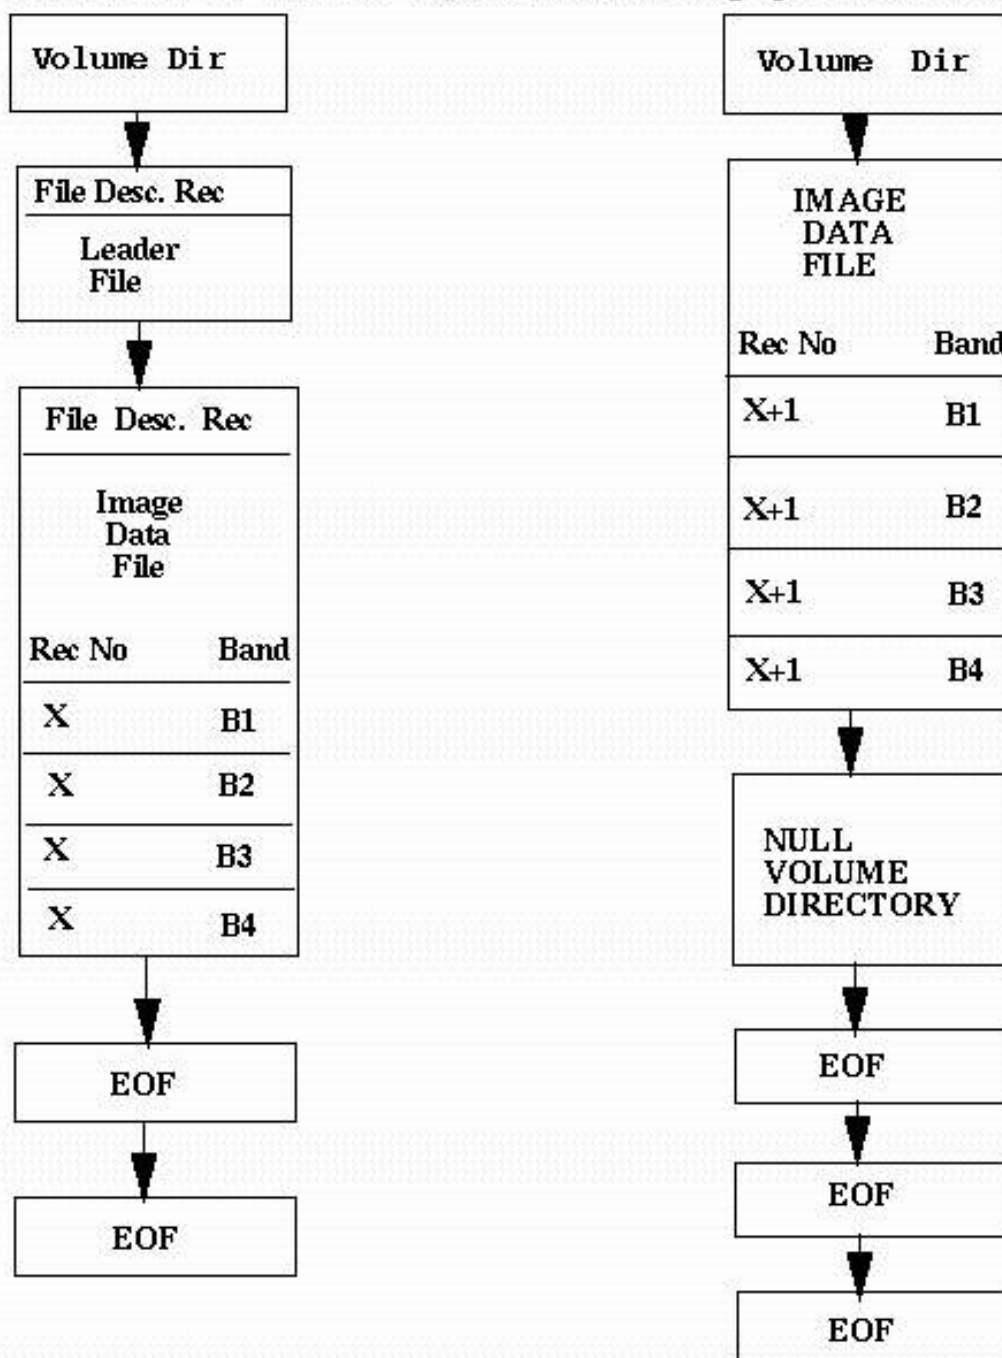 Volume Dir
File Desc. Rec
Leader
File
File Desc. Rec
Image
Data
File
Rec No Band
X B1
X B2
X B3
X B4
EOF
EOF
Volume Dir
IMAGE
DATA
FILE
Rec No Band
X+1 B1
X+1 B2
X+1 B3
X+1 B4
NULL
VOLUME
DIRECTORY
EOF
EOF
EOF